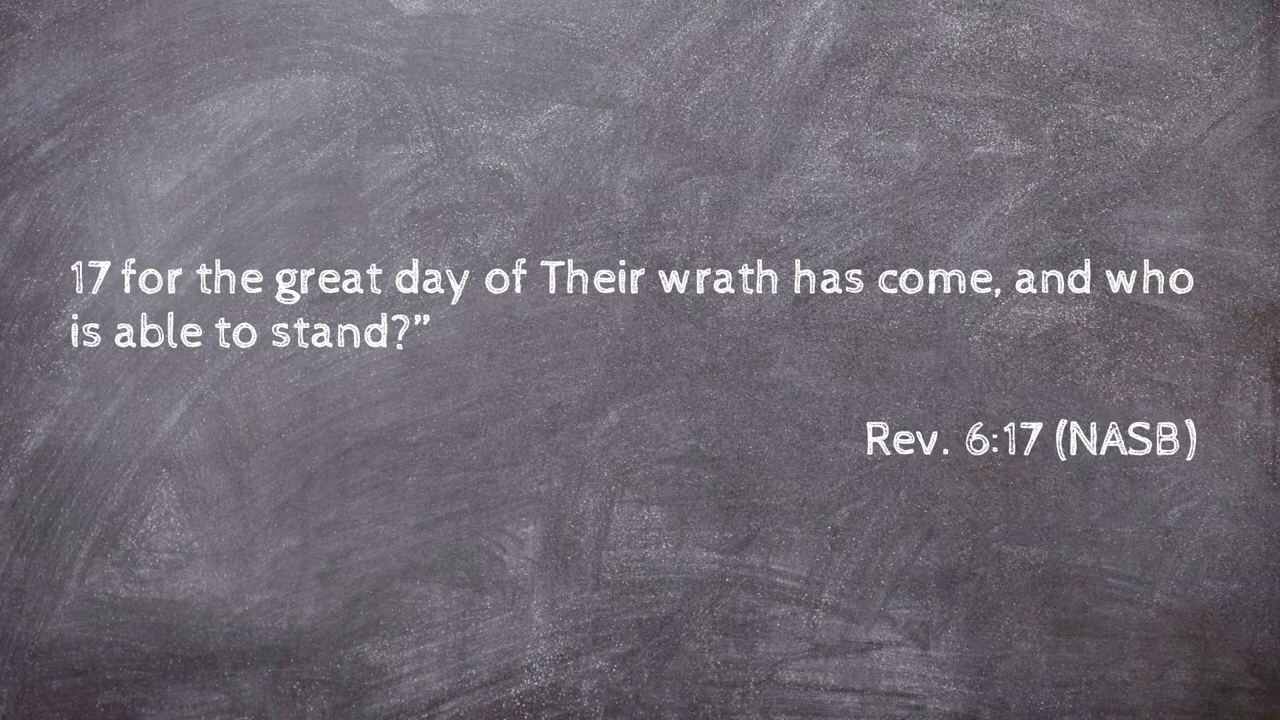 17 for the great day of Their wrath has come, and who
is able to stand?”
Rev. 6:17 (NASB)